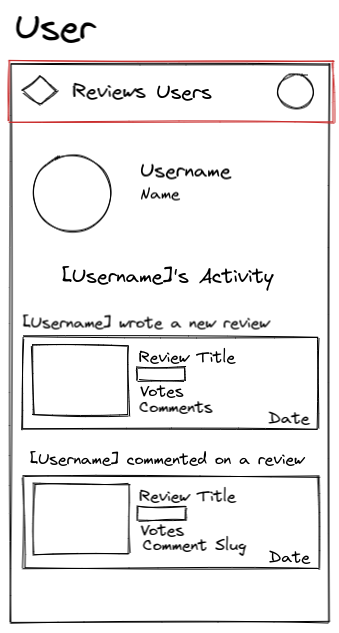 User
Reviews Users
Username
Name
[Username]'s Activity
[Username] wrote a new review
Review Title
Votes
Comments
Date
[Username] commented on a review
Review Title
Votes
Comment Slug
Date